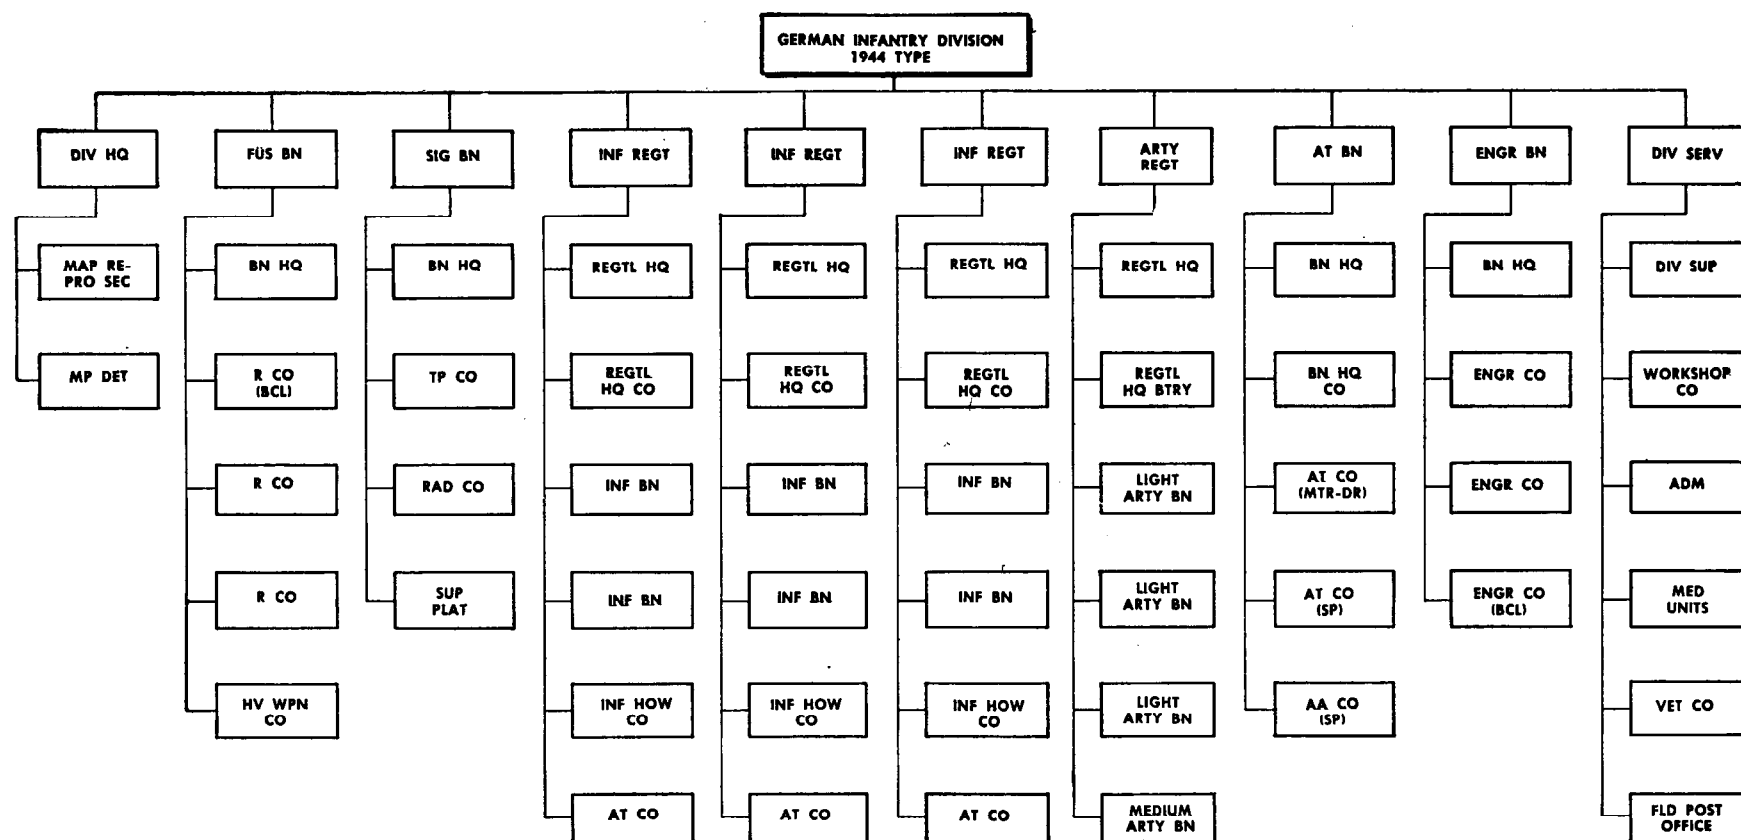 GERMAN INFANTRY DIVISION
1944 TYPE
DIV HQ
FÜS BN
SIG BN
INF REGT
INF REGT
INF REGT
ARTY
REGT
AT BN
ENGR BN
DIV SERV
MAP RE-
PRO SEC
BN HQ
BN HQ
REGTL HQ
REGTL HQ
REGTL HQ
REGTL HQ
BN HQ
BN HQ
DIV SUP
MP DET
R CO
(BCL)
TP CO
REGTL
HQ CO
REGTL
HQ CO
REGTL
HQ CO
REGTL
HQ BTRY
BN HQ
CO
ENGR CO
WORKSHOP
CO
R CO
RAD CO
INF BN
INF BN
INF BN
LIGHT
ARTY BN
AT CO
(MTR-DR)
ENGR CO
ADM
R CO
SUP
PLAT
INF BN
INF BN
INF BN
LIGHT
ARTY BN
AT CO
(SP)
ENGR CO
(BCL)
MED
UNITS
HV WPN
CO
INF HOW
CO
INF HOW
CO
INF HOW
CO
LIGHT
ARTY BN
AA CO
(SP)
VET CO
AT CO
AT CO
AT CO
MEDIUM
ARTY BN
FLD POST
OFFICE